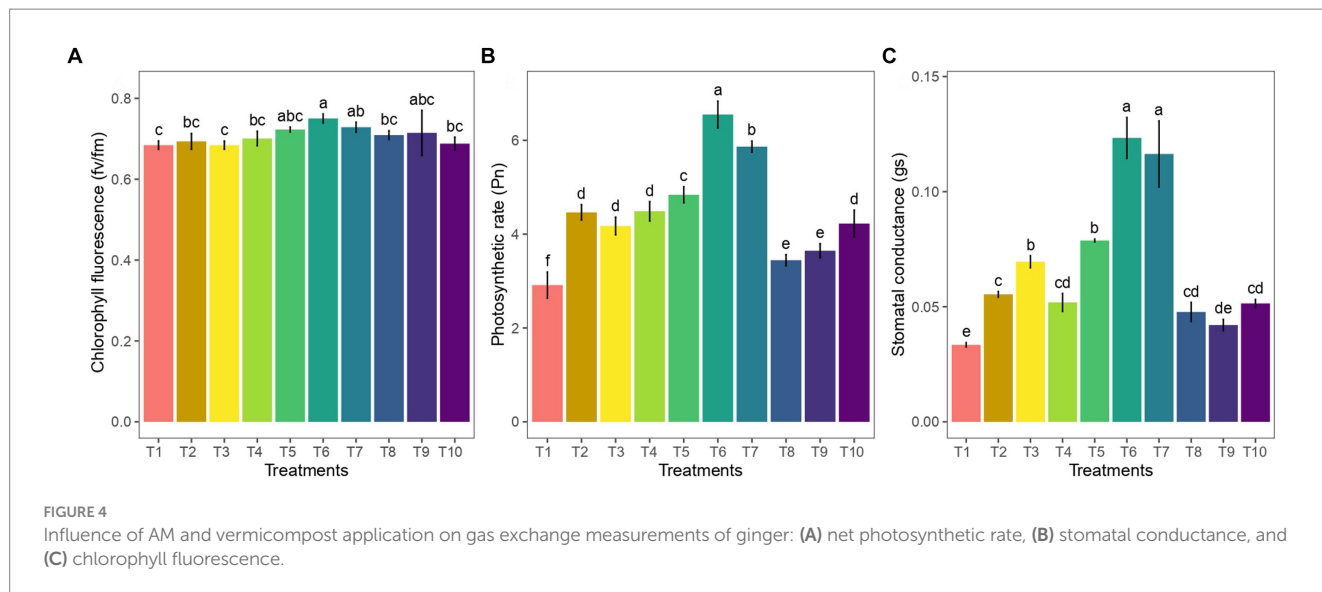 A
Chlorophyll fluorescence (fv/fm)
0.8
0.6
0.4
0.2
0.0
c bc c bc abc a ab bc abc bc
T1 T2 T3 T4 T5 T6 T7 T8 T9 T10
Treatments
B
Photosynthetic rate (Pn)
6
4
2
0
f d d d c a b e e d
T1 T2 T3 T4 T5 T6 T7 T8 T9 T10
Treatments
C
Stomatal conductance (gs)
0.15
0.10
0.05
0.00
e c b cd b a a cd de cd
T1 T2 T3 T4 T5 T6 T7 T8 T9 T10
Treatments
FIGURE 4
Influence of AM and vermicompost application on gas exchange measurements of ginger: (A) net photosynthetic rate, (B) stomatal conductance, and
(C) chlorophyll fluorescence.